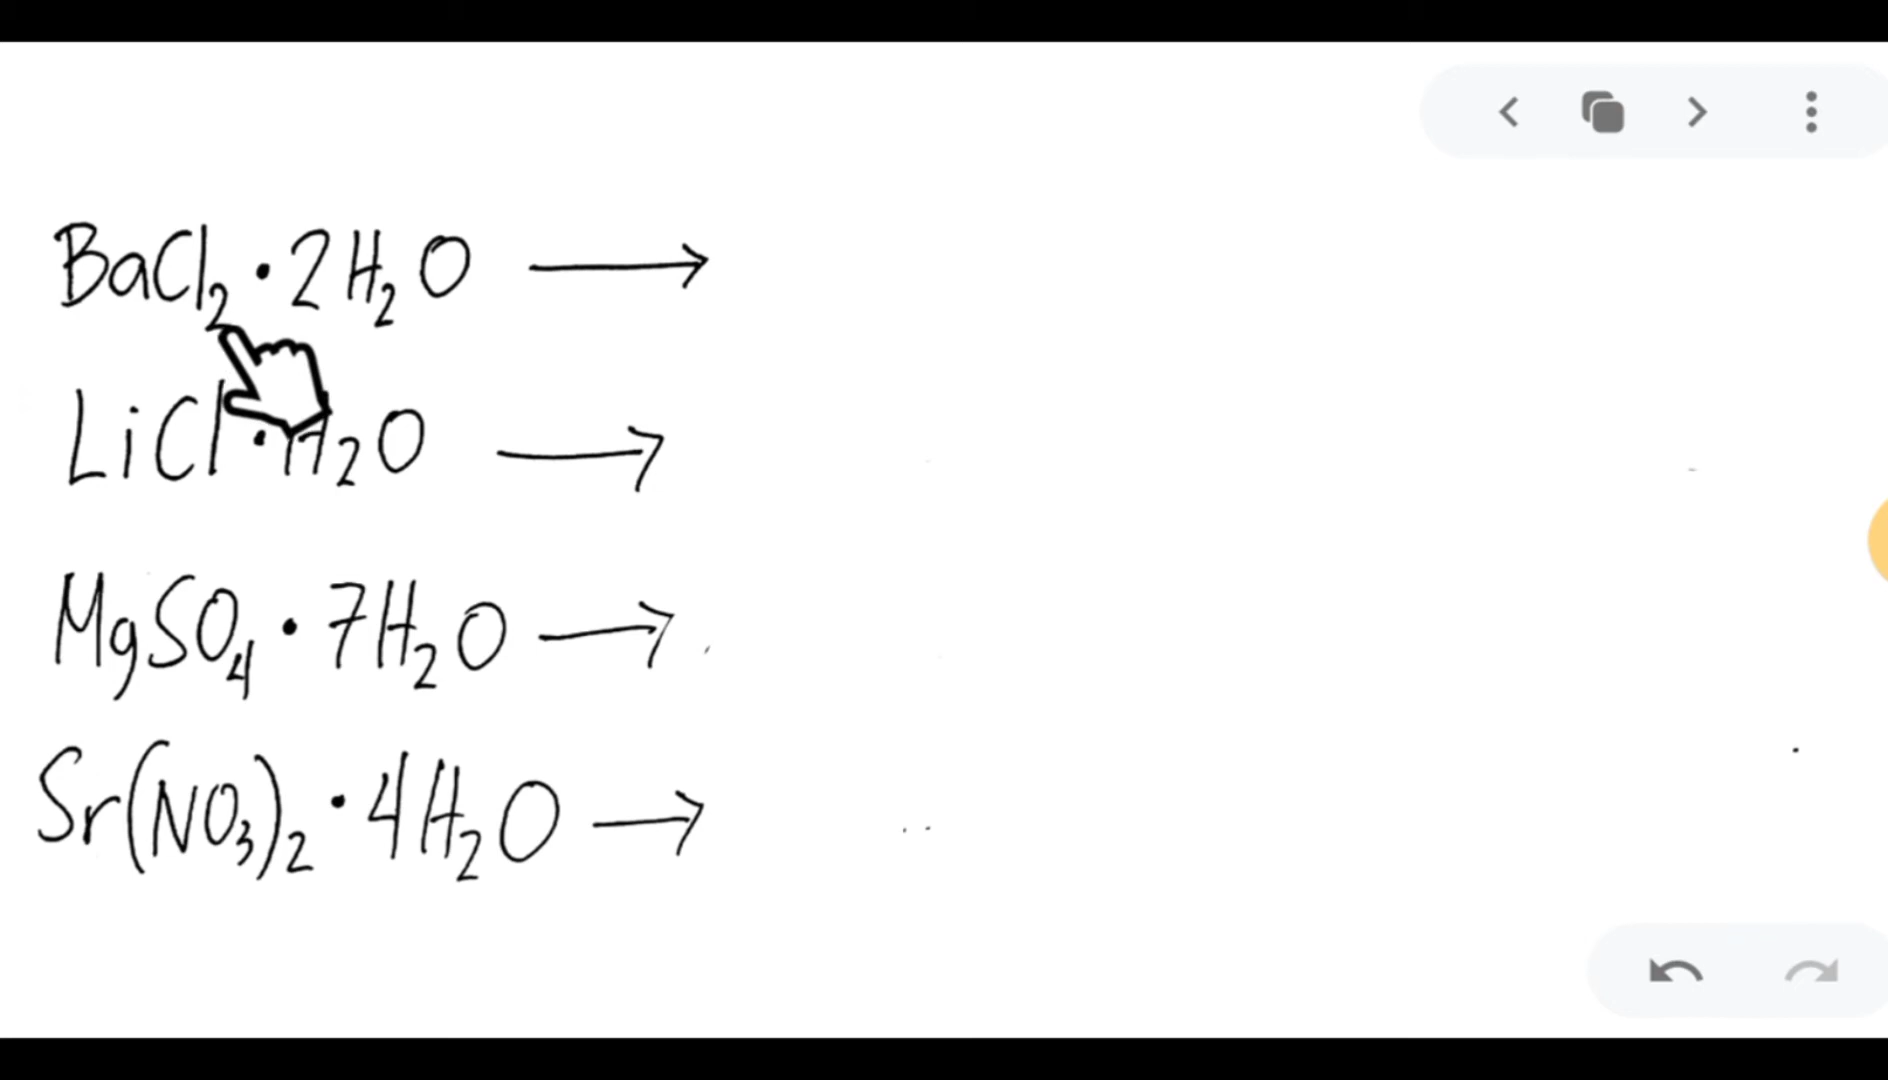 BaCl₂ · 2H₂O →
LiCl · H₂O →
MgSO₄ · 7H₂O →
Sr(NO₃)₂ · 4H₂O →